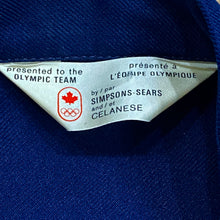 presented to the
OLYMPIC TEAM
présenté à
L'ÉQUIPE OLYMPIQUE
by / par
SIMPSONS-SEARS
and / et
CELANESE